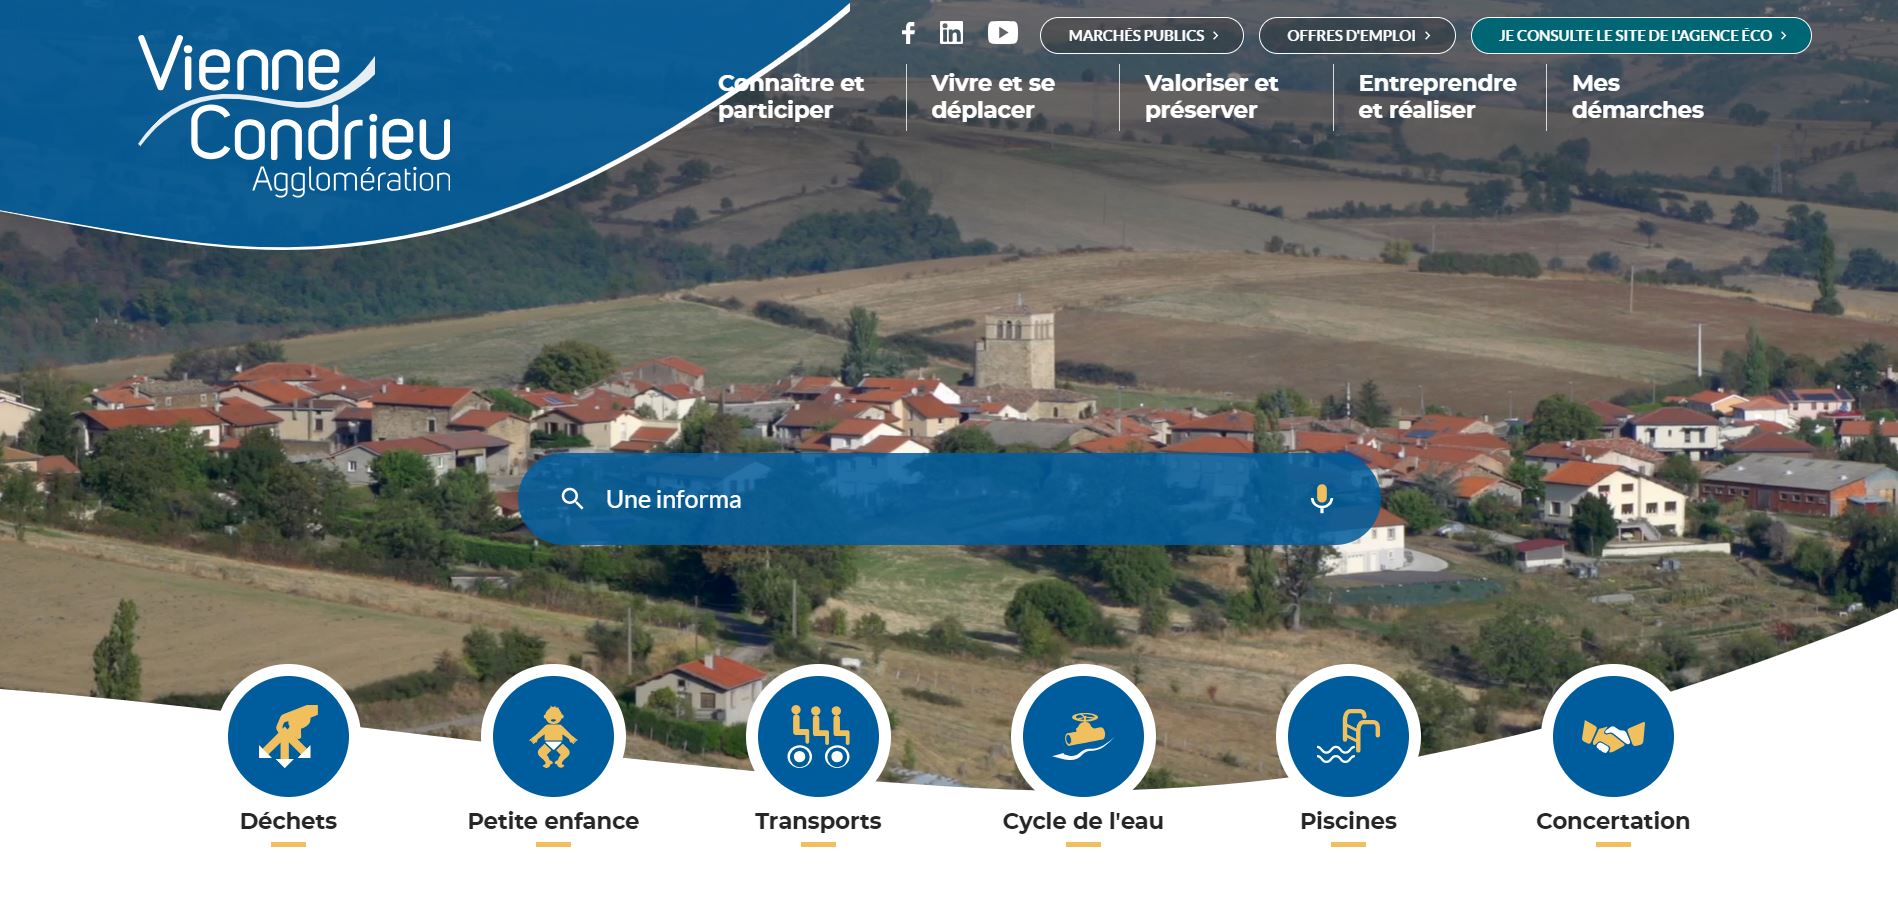 Vienne
Condrieu
Agglomération
MARCHÉS PUBLICS
OFFRES D'EMPLOI
JE CONSULTE LE SITE DE L'AGENCE ÉCO
Connaître et
participer
Vivre et se
déplacer
Valoriser et
préserver
Entreprendre
et réaliser
Mes
démarches
Une informa
Déchets
Petite enfance
Transports
Cycle de l'eau
Piscines
Concertation